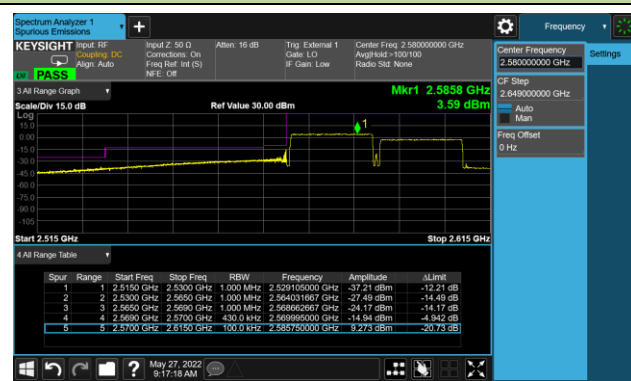 Spectrum Analyzer 1
Spurious Emissions
Frequency
KEYSIGHT
Input: RF
Coupling: DC
Align: Auto
Input Z: 50 Ω
Corrections: On
Freq Ref: Int (S)
NFE: Off
Atten: 16 dB
Trig: External 1
Gate: LO
IF Gain: Low
Center Freq: 2.580000000 GHz
Avg|Hold:>100/100
Radio Std: None
PASS
Center Frequency
2.580000000 GHz
Settings
CF Step
2.649000000 GHz
Auto
Man
Freq Offset
0 Hz
3 All Range Graph
Mkr1 2.5858 GHz
Scale/Div 15.0 dB
Ref Value 30.00 dBm
3.59 dBm
Log
15.0
0.00
-15.0
-30.0
-45.0
-60.0
-75.0
-90.0
-105
1
Start 2.515 GHz
Stop 2.615 GHz
4 All Range Table
Spur Range Start Freq Stop Freq RBW Frequency Amplitude ΔLimit
1 1 2.5150 GHz 2.5300 GHz 1.000 MHz 2.529105000 GHz -37.21 dBm -12.21 dB
2 2 2.5300 GHz 2.5650 GHz 1.000 MHz 2.564031667 GHz -27.49 dBm -14.49 dB
3 3 2.5650 GHz 2.5690 GHz 1.000 MHz 2.568662667 GHz -24.17 dBm -14.17 dB
4 4 2.5690 GHz 2.5700 GHz 430.0 kHz 2.569995000 GHz -14.94 dBm -4.942 dB
5 5 2.5700 GHz 2.6150 GHz 100.0 kHz 2.585750000 GHz 9.273 dBm -20.73 dB
May 27, 2022
9:17:18 AM